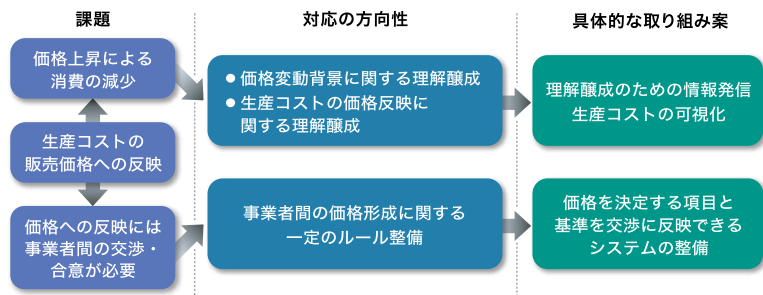 課題
対応の方向性
具体的な取り組み案
価格上昇による
消費の減少
生産コストの
販売価格への反映
価格への反映には
事業者間の交渉・
合意が必要
● 価格変動背景に関する理解醸成
● 生産コストの価格反映に
関する理解醸成
事業者間の価格形成に関する
一定のルール整備
理解醸成のための情報発信
生産コストの可視化
価格を決定する項目と
基準を交渉に反映できる
システムの整備